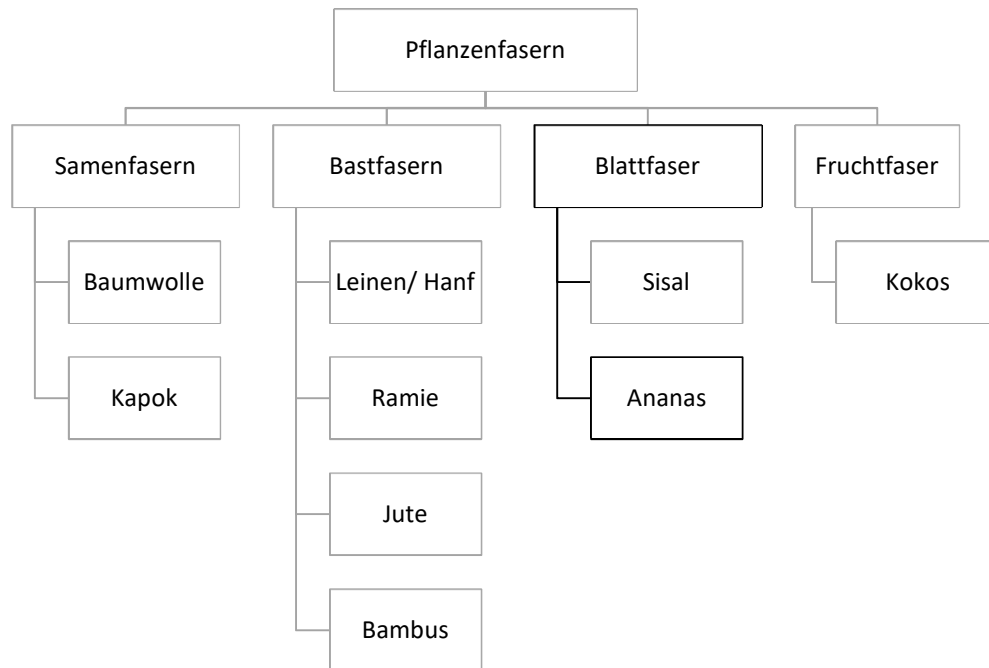 Pflanzenfasern
Samenfasern
Bastfasern
Blattfaser
Fruchtfaser
Baumwolle
Leinen/ Hanf
Sisal
Kokos
Kapok
Ramie
Ananas
Jute
Bambus